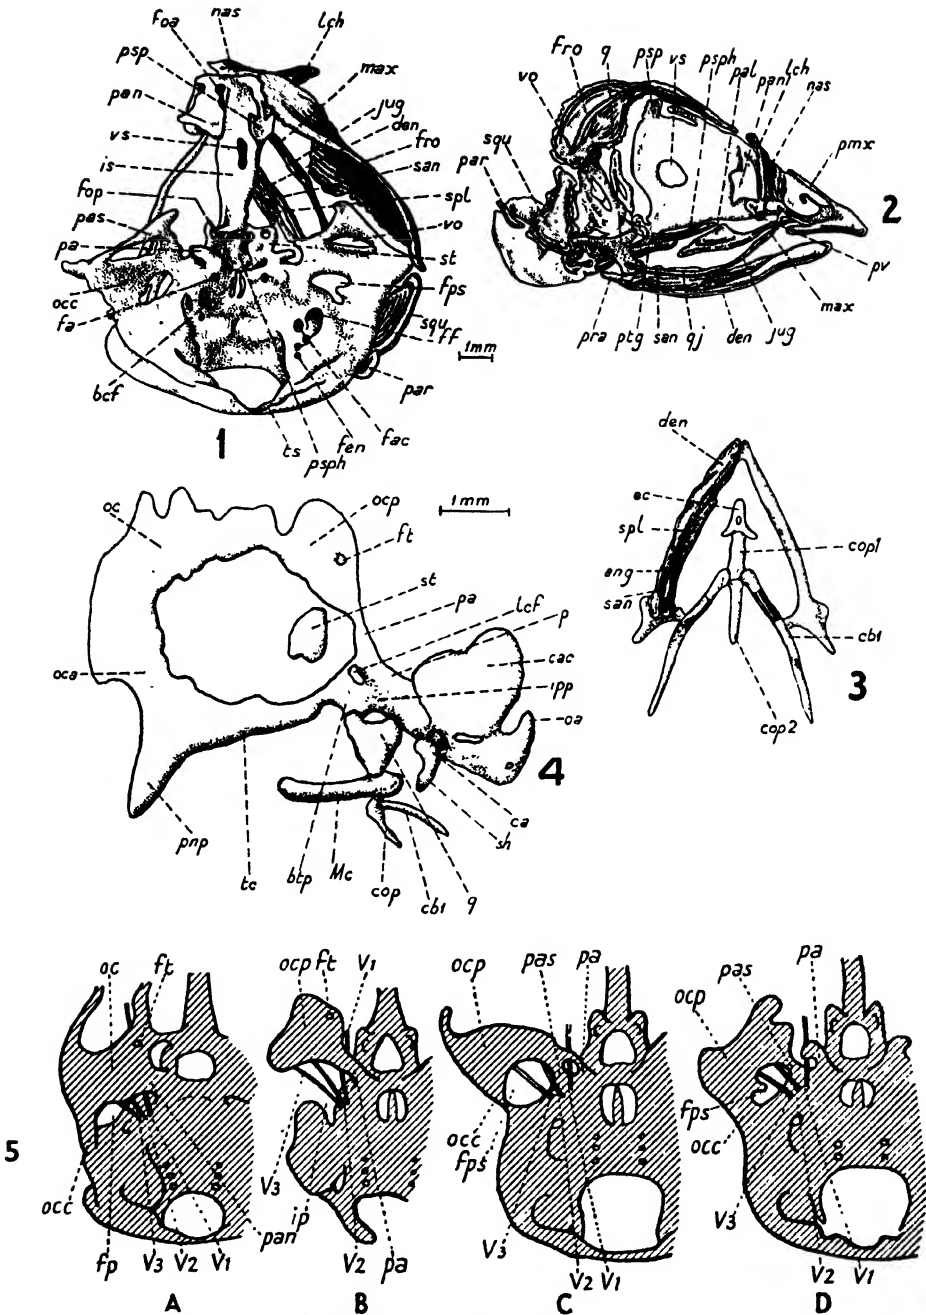 nas
foa
lch
psp
max
pan
jug
den
vs
fro
is
san
fop
spl
pas
vo
pa
st
occ
fps
fa
squ
ff
1mm
bcf
par
1
ts
psph
fen
fac
fro
q
psp
vs
psph
pal
pan
lch
nas
vo
squ
pmx
par
2
pv
pra
ptg
san
qj
den
jug
max
den
spl
cop1
ang
san
cb1
3
cop2
oc
ocp
1mm
ft
st
pa
lcf
p
cac
oca
ipp
oa
4
ca
sh
pnp
tc
btp
Mc
cop
cb1
q
oc
ft
ocp
ft
V1
ocp
pas
pa
pas
pa
ocp
5
occ
fp
V3
V2
V1
pan
V3
ip
V2
pa
occ
fps
V3
V2
V1
fps
occ
V3
V2
V1
A
B
C
D